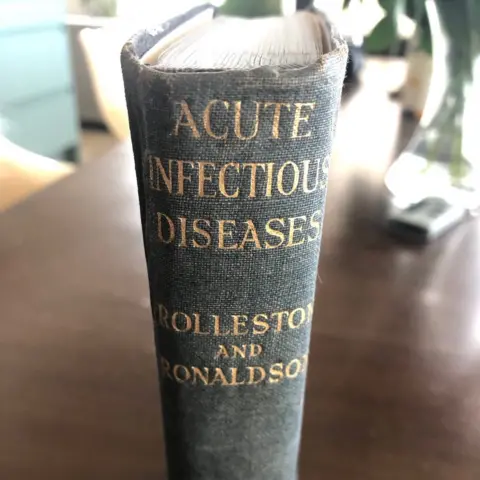 ACUTE
INFECTIOUS
DISEASES
ROLLESTON
AND
RONALDSON